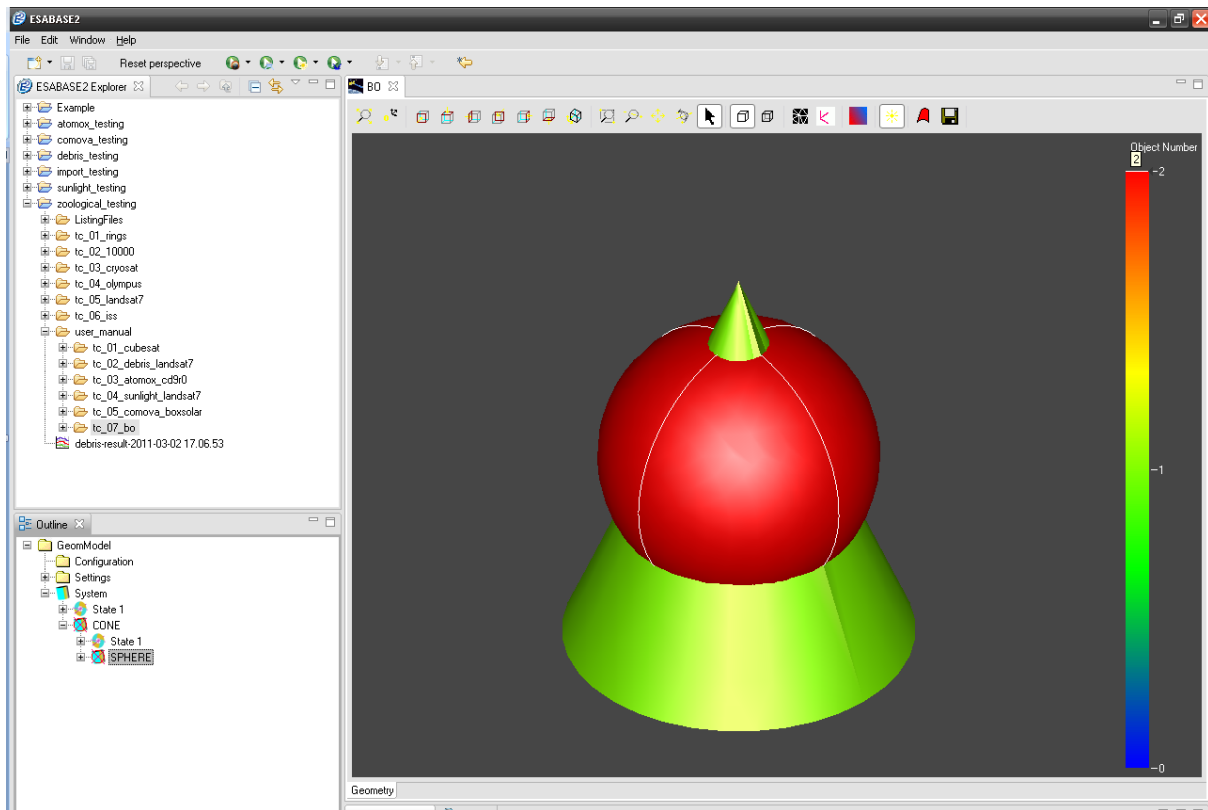 ESABASE2
File Edit Window Help
Reset perspective
ESABASE2 Explorer
Example
atomox_testing
comova_testing
debris_testing
import_testing
sunlight_testing
zoological_testing
ListingFiles
tc_01_rings
tc_02_10000
tc_03_cryosat
tc_04_olympus
tc_05_landsat7
tc_06_iss
user_manual
tc_01_cubesat
tc_02_debris_landsat7
tc_03_atomox_cd9r0
tc_04_sunlight_landsat7
tc_05_comova_boxsolar
tc_07_bo
debris-result-2011-03-02 17.06.53
Outline
GeomModel
Configuration
Settings
System
State 1
CONE
State 1
SPHERE
BO
Object Number
2
2
1
0
Geometry